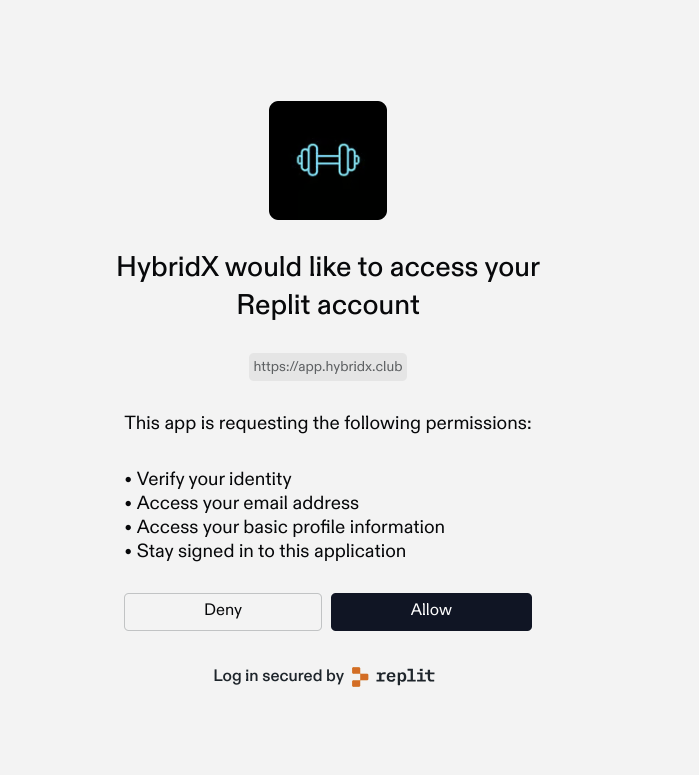 HybridX would like to access your
Replit account
https://app.hybridx.club
This app is requesting the following permissions:
• Verify your identity
• Access your email address
• Access your basic profile information
• Stay signed in to this application
Deny
Allow
Log in secured by replit